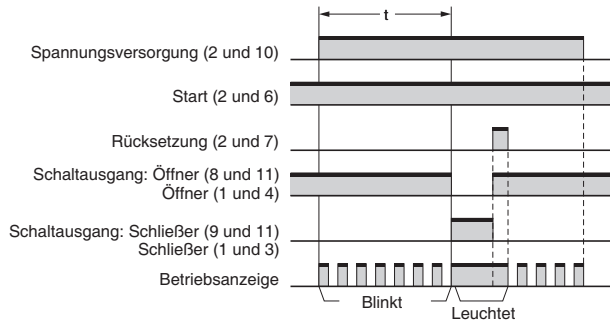 t
Spannungsversorgung (2 und 10)
Start (2 und 6)
Rücksetzung (2 und 7)
Schaltausgang: Öffner (8 und 11)
Öffner (1 und 4)
Schaltausgang: Schließer (9 und 11)
Schließer (1 und 3)
Betriebsanzeige
Blinkt
Leuchtet